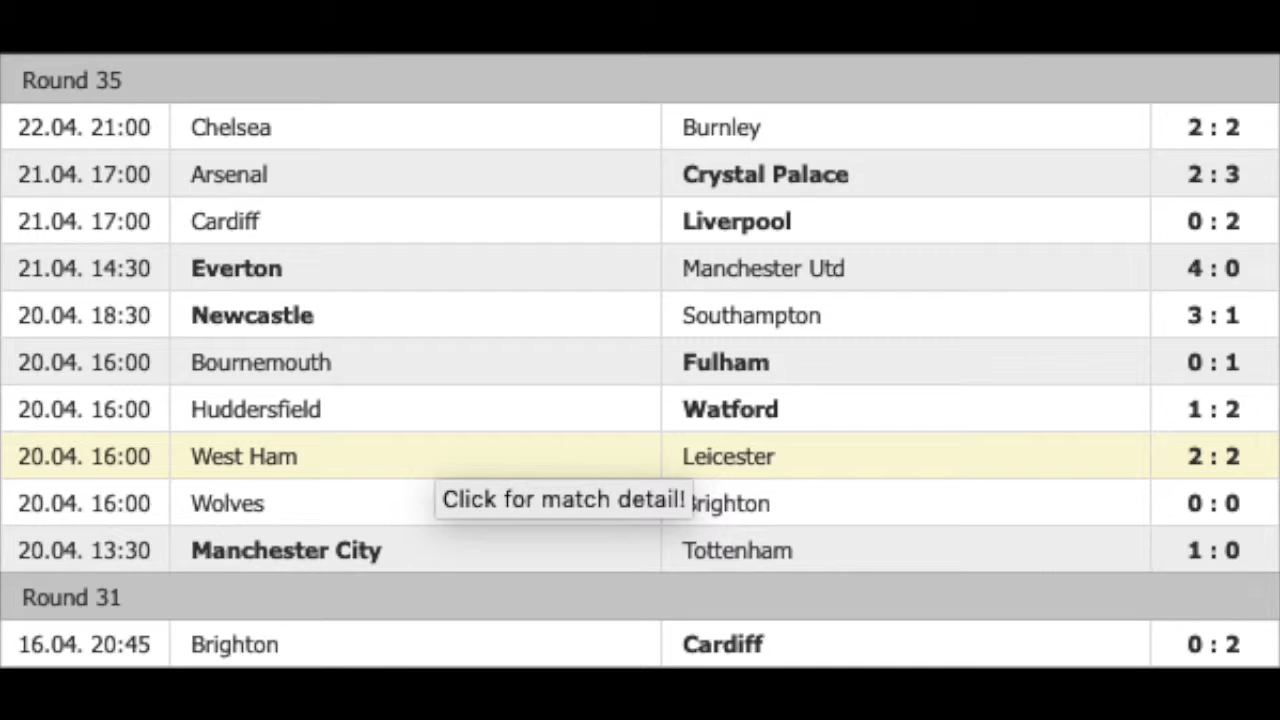 Round 35
22.04. 21:00 Chelsea Burnley 2 : 2
21.04. 17:00 Arsenal Crystal Palace 2 : 3
21.04. 17:00 Cardiff Liverpool 0 : 2
21.04. 14:30 Everton Manchester Utd 4 : 0
20.04. 18:30 Newcastle Southampton 3 : 1
20.04. 16:00 Bournemouth Fulham 0 : 1
20.04. 16:00 Huddersfield Watford 1 : 2
20.04. 16:00 West Ham Leicester 2 : 2
20.04. 16:00 Wolves Click for match detail! Brighton 0 : 0
20.04. 13:30 Manchester City Tottenham 1 : 0
Round 31
16.04. 20:45 Brighton Cardiff 0 : 2